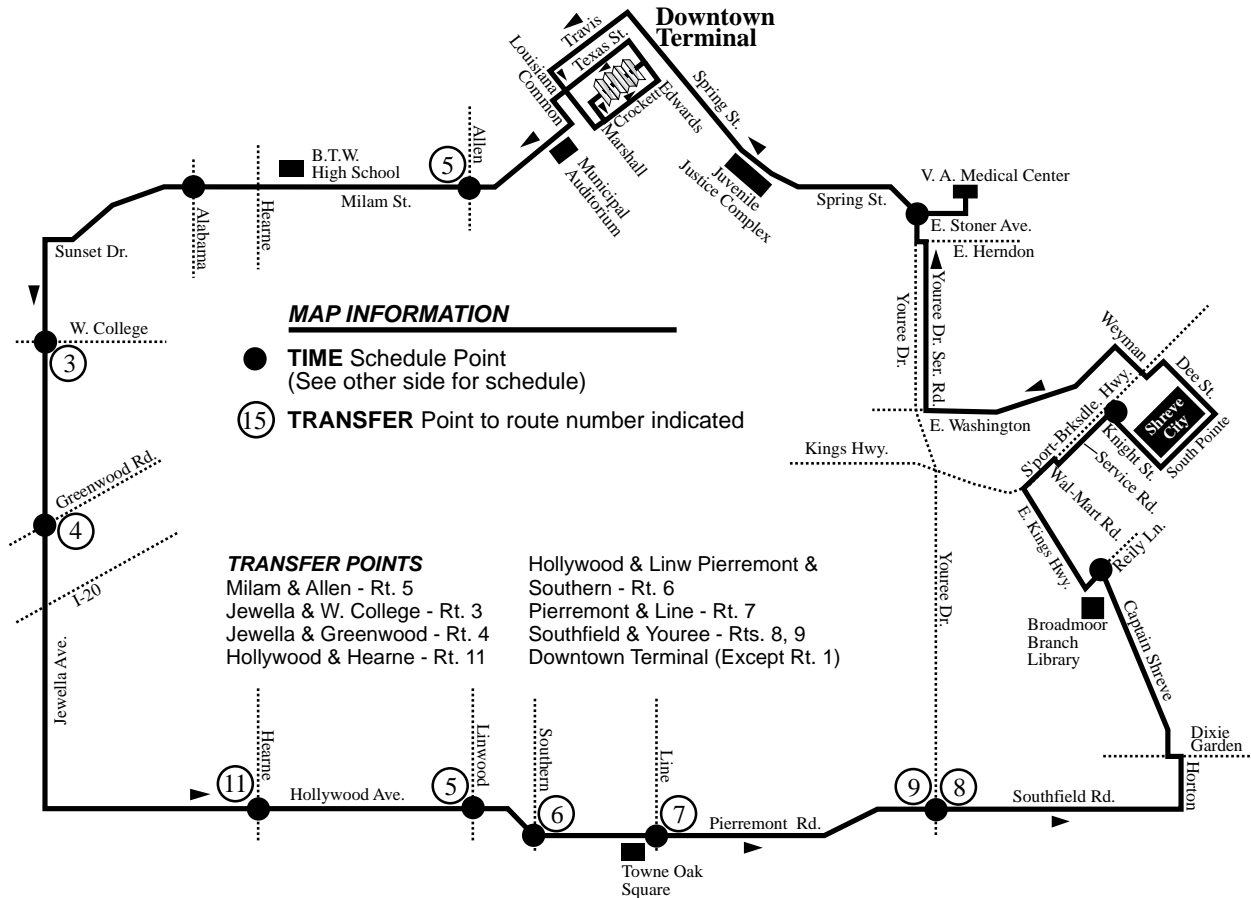 Downtown
Terminal
Travis
Texas St.
Louisiana
Common
Crockett
Edwards
Marshall
Spring St.
Allen
5
B.T.W.
High School
Milam St.
Municipal
Auditorium
Juvenile
Justice Complex
V. A. Medical Center
Spring St.
E. Stoner Ave.
E. Herndon
Alabama
Hearne
Sunset Dr.
W. College
3
MAP INFORMATION
TIME Schedule Point
(See other side for schedule)
15 TRANSFER Point to route number indicated
Youree Dr.
Youree Dr. Ser. Rd.
Weyman
Dee St.
Shreve
City
South Pointe
Knight St.
S'port-Brksdle. Hwy.
Service Rd.
Wal-Mart Rd.
E. Washington
Kings Hwy.
E. Kings Hwy.
Reilly Ln.
Greenwood Rd.
4
I-20
Jewella Ave.
TRANSFER POINTS
Milam & Allen - Rt. 5
Jewella & W. College - Rt. 3
Jewella & Greenwood - Rt. 4
Hollywood & Hearne - Rt. 11
Hollywood & Linw Pierremont &
Southern - Rt. 6
Pierremont & Line - Rt. 7
Southfield & Youree - Rts. 8, 9
Downtown Terminal (Except Rt. 1)
Youree Dr.
Broadmoor
Branch
Library
Captain Shreve
Dixie
Garden
Horton
Hearne
11
Hollywood Ave.
Linwood
5
Southern
6
Line
7
Pierremont Rd.
9
8
Southfield Rd.
Towne Oak
Square